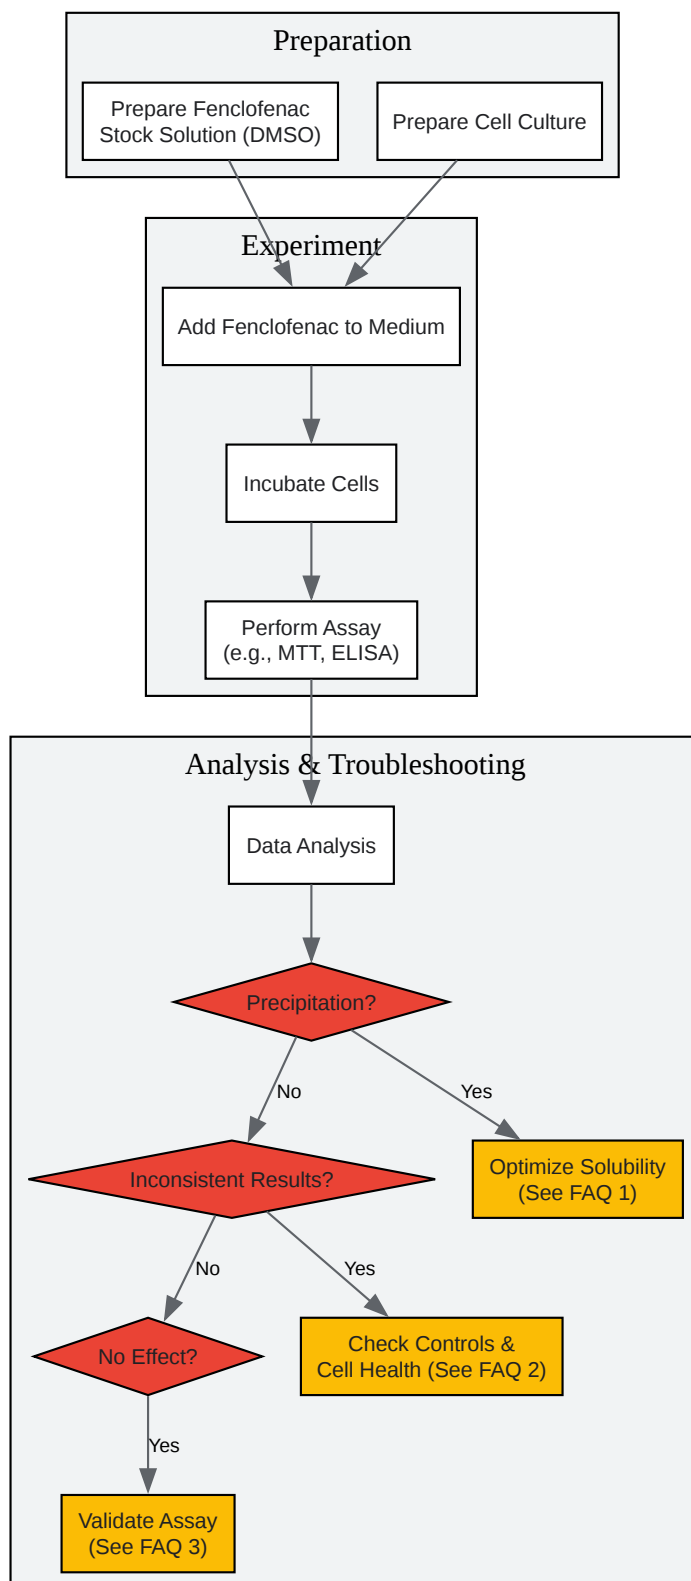 Preparation
Prepare Fenclofenac
Stock Solution (DMSO)
Prepare Cell Culture
Experiment
Add Fenclofenac to Medium
Incubate Cells
Perform Assay
(e.g., MTT, ELISA)
Analysis & Troubleshooting
Data Analysis
Precipitation?
No
Yes
Inconsistent Results?
Optimize Solubility
(See FAQ 1)
No
Yes
No Effect?
Check Controls &
Cell Health (See FAQ 2)
Yes
Validate Assay
(See FAQ 3)